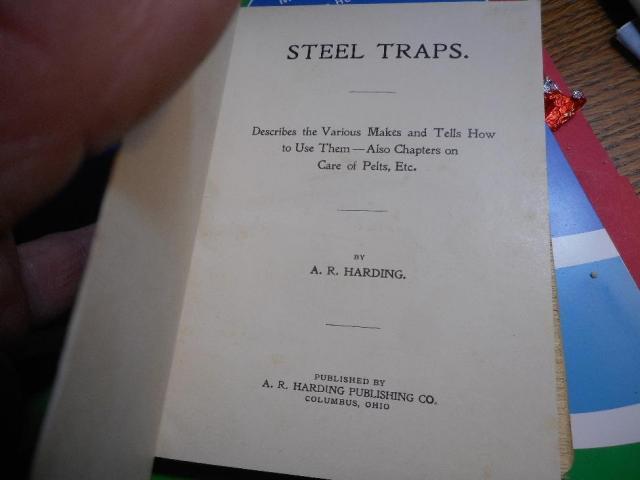 STEEL TRAPS.
Describes the Various Makes and Tells How
to Use Them—Also Chapters on
Care of Pelts, Etc.
BY
A. R. HARDING.
PUBLISHED BY
A. R. HARDING PUBLISHING CO.
COLUMBUS, OHIO